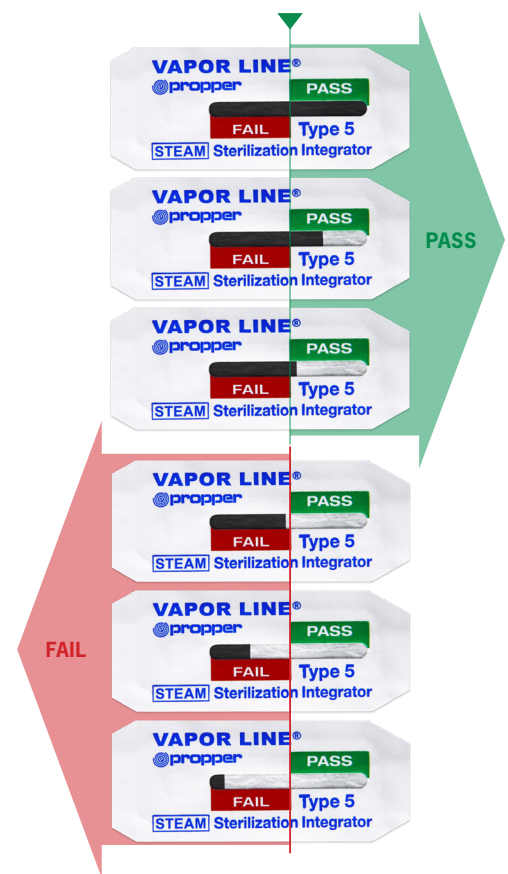 VAPOR LINE®
propper
PASS
FAIL
Type 5
STEAM Sterilization Integrator
VAPOR LINE®
propper
PASS
FAIL
Type 5
STEAM Sterilization Integrator
PASS
VAPOR LINE®
propper
PASS
FAIL
Type 5
STEAM Sterilization Integrator
VAPOR LINE®
propper
PASS
FAIL
Type 5
STEAM Sterilization Integrator
VAPOR LINE®
propper
PASS
FAIL
Type 5
STEAM Sterilization Integrator
FAIL
VAPOR LINE®
propper
PASS
FAIL
Type 5
STEAM Sterilization Integrator